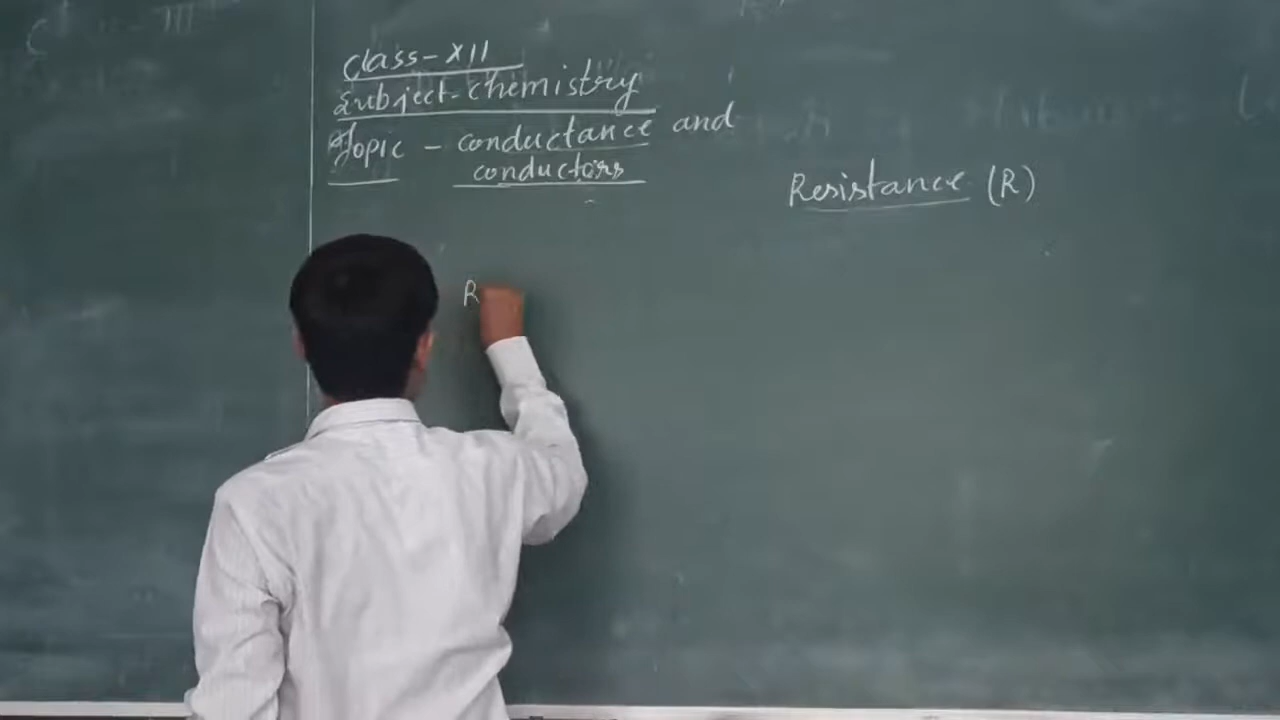 Class-XII
Subject-Chemistry
Topic - conductance and
conductors
Resistance (R)
R